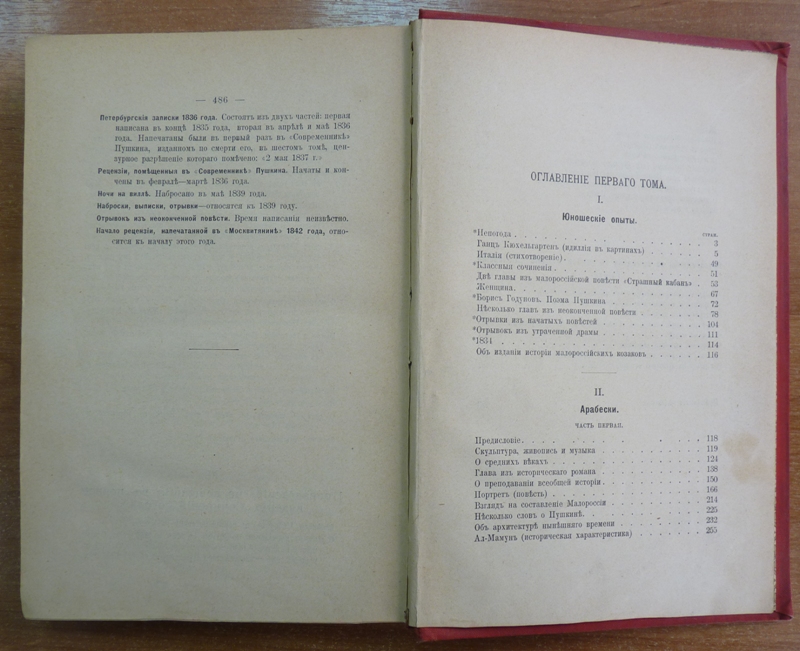 — 486 —
Петербургскія записки 1836 года. Состоятъ изъ двухъ частей: первая
написана въ концѣ 1835 года, вторая въ апрѣлѣ и маѣ 1836
года. Напечатаны были въ первый разъ въ «Современникѣ»
Пушкина, изданномъ по смерти его, въ шестомъ томѣ, цен-
зурное разрѣшеніе котораго помѣчено: «2 мая 1837 г.»
Рецензіи, помѣщенныя въ «Современникѣ» Пушкина. Начаты и кон-
чены въ февралѣ—мартѣ 1836 года.
Ночи на виллѣ. Набросано въ маѣ 1839 года.
Наброски, выписки, отрывки—относятся къ 1839 году.
Отрывокъ изъ неоконченной повѣсти. Время написанія неизвѣстно.
Начало рецензіи, напечатанной въ «Москвитянинѣ» 1842 года, отно-
сится къ началу этого года.
ОГЛАВЛЕНІЕ ПЕРВАГО ТОМА.
I.
Юношескіе опыты.
СТРАН.
*Непогода . . . . . . . . . 3
Ганцъ Кюхельгартенъ (идиллія въ картинахъ) . . . . . 5
Италія (стихотвореніе). . . . . . . . . 49
*Классныя сочиненія . . . . . . . . . 51
Двѣ главы изъ малороссійской повѣсти «Страшный кабанъ» . 53
Женщина. . . . . . . . . . 67
*Борисъ Годуновъ. Поэма Пушкина . . . . . . . 72
Нѣсколько главъ изъ неоконченной повѣсти . . . . . 78
*Отрывки изъ начатыхъ повѣстей . . . . . . . 104
*Отрывокъ изъ утраченной драмы . . . . . . . 111
*1834 . . . . . . . . . 114
Объ изданіи исторіи малороссійскихъ козаковъ . . . . . 116
II.
Арабески.
ЧАСТЬ ПЕРВАЯ.
Предисловіе. . . . . . . . . 118
Скульптура, живопись и музыка . . . . . . . 119
О среднихъ вѣкахъ . . . . . . . . . 124
Глава изъ историческаго романа . . . . . . . 138
О преподаваніи всеобщей исторіи . . . . . . . 150
Портретъ (повѣсть) . . . . . . . . . 166
Взглядъ на составленіе Малороссіи . . . . . . . 214
Нѣсколько словъ о Пушкинѣ. . . . . . . . 225
Объ архитектурѣ нынѣшняго времени . . . . . . . 232
Ал-Мамунъ (историческая характеристика) . . . . . . 255